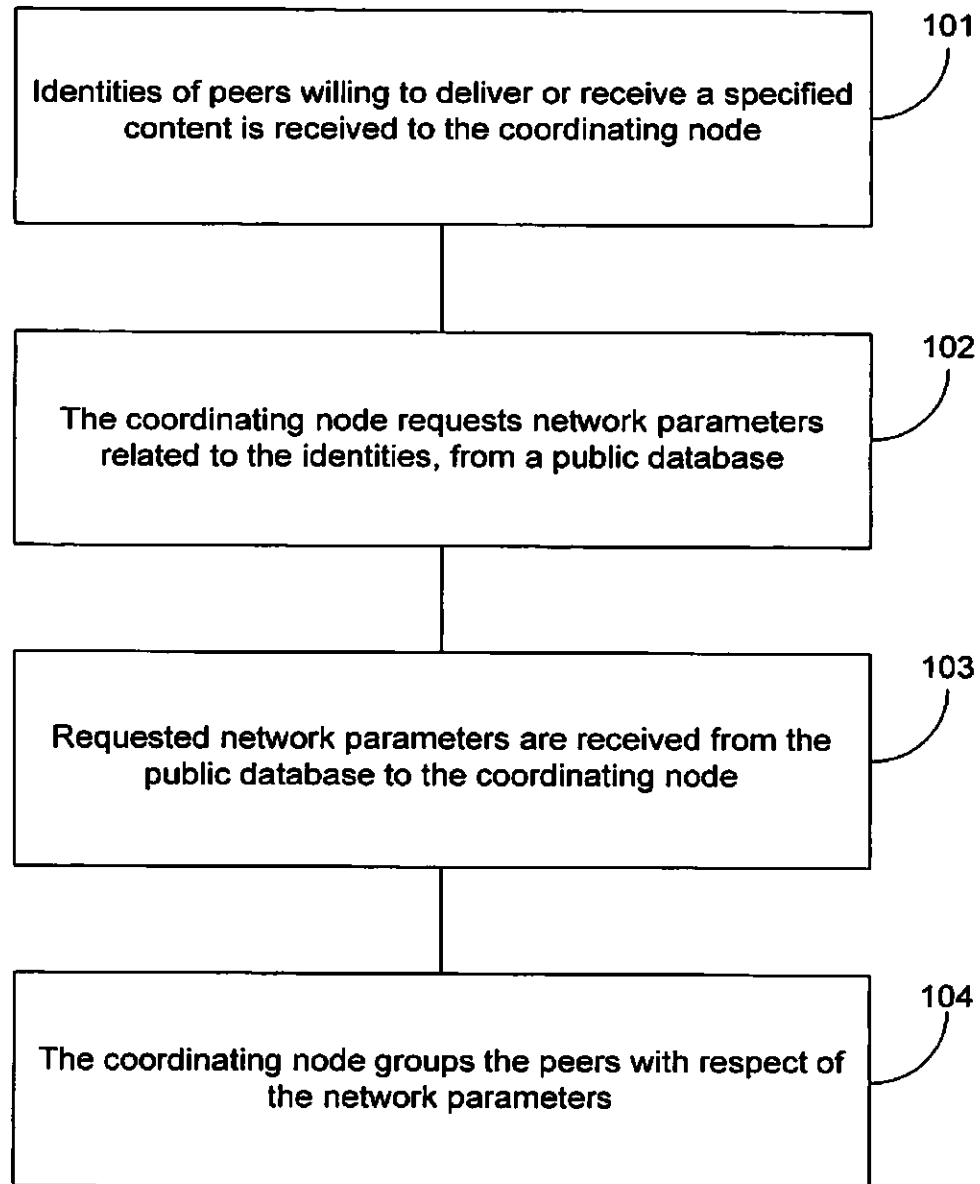 101
Identities of peers willing to deliver or receive a specified
content is received to the coordinating node
102
The coordinating node requests network parameters
related to the identities, from a public database
103
Requested network parameters are received from the
public database to the coordinating node
104
The coordinating node groups the peers with respect of
the network parameters